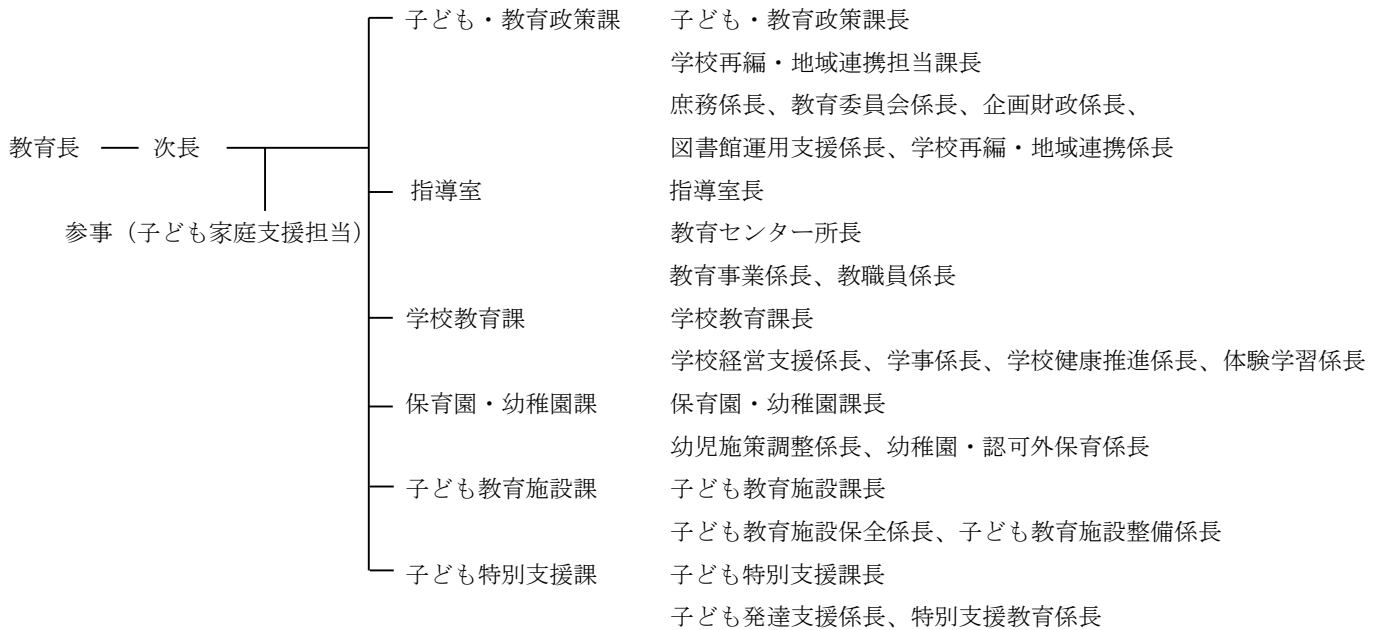 子ども・教育政策課 子ども・教育政策課長
学校再編・地域連携担当課長
庶務係長、教育委員会係長、企画財政係長、
教育長 次長 図書館運用支援係長、学校再編・地域連携係長
指導室 指導室長
参事（子ども家庭支援担当） 教育センター所長
教育事業係長、教職員係長
学校教育課 学校教育課長
学校経営支援係長、学事係長、学校健康推進係長、体験学習係長
保育園・幼稚園課 保育園・幼稚園課長
幼児施策調整係長、幼稚園・認可外保育係長
子ども教育施設課 子ども教育施設課長
子ども教育施設保全係長、子ども教育施設整備係長
子ども特別支援課 子ども特別支援課長
子ども発達支援係長、特別支援教育係長